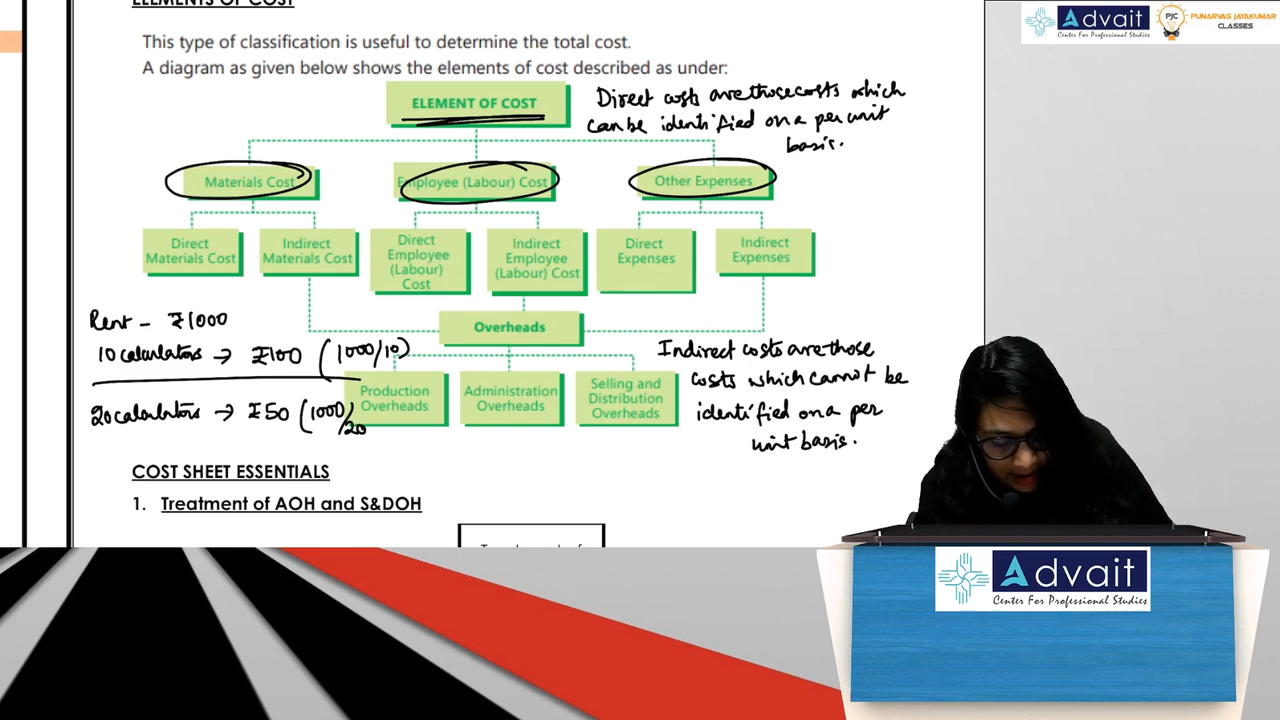 ELEMENTS OF COST
This type of classification is useful to determine the total cost.
A diagram as given below shows the elements of cost described as under:
ELEMENT OF COST
Direct costs are those costs which
can be identified on a per unit
basis.
Materials Cost
Employee (Labour) Cost
Other Expenses
Direct
Materials Cost
Indirect
Materials Cost
Direct
Employee
(Labour)
Cost
Indirect
Employee
(Labour) Cost
Direct
Expenses
Indirect
Expenses
Overheads
Rent - ₹1000
10 calculators → ₹100 (1000/10)
20 calculators → ₹50 (1000/20
Production
Overheads
Administration
Overheads
Selling and
Distribution
Overheads
Indirect costs are those
costs which cannot be
identified on a per
unit basis.
COST SHEET ESSENTIALS
1. Treatment of AOH and S&DOH
Advait
Center For Professional Studies
PJC
PUNARVAS JAYAKUMAR
CLASSES
Advait
Center For Professional Studies